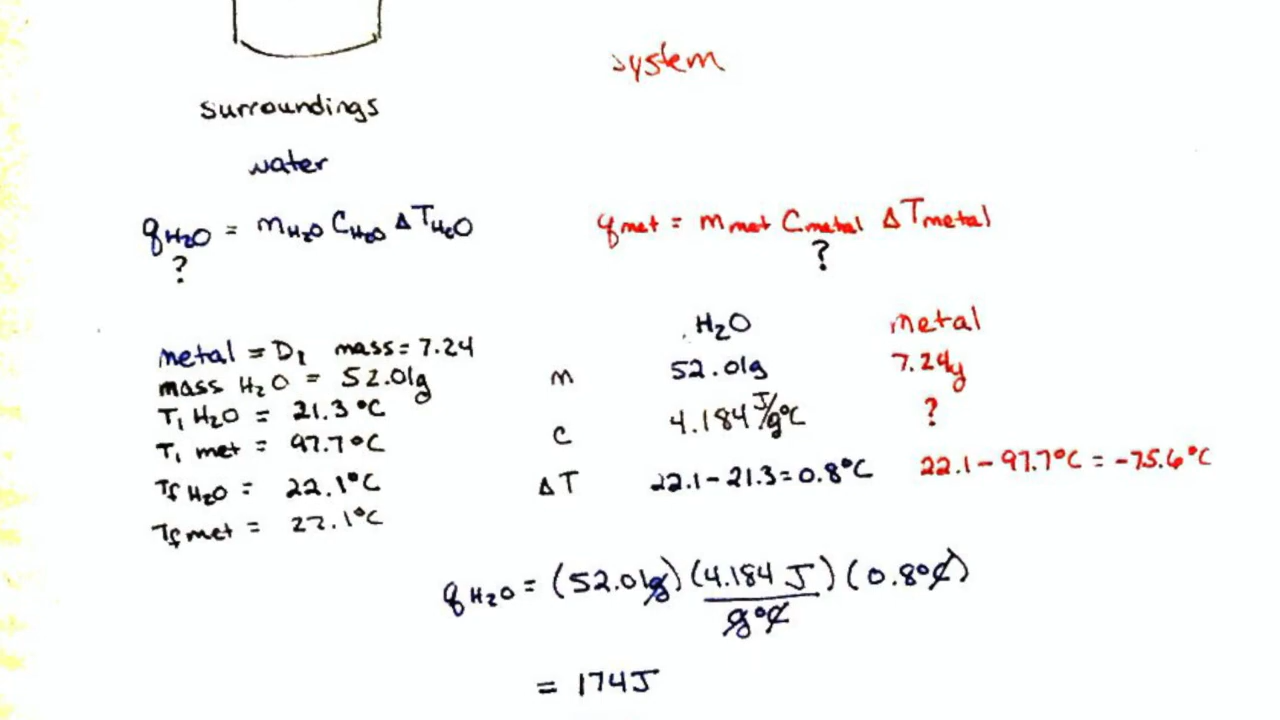 system
surroundings
water
qH₂O = mH₂O CH₂O ΔTH₂O
?
qmet = mmet Cmetal ΔTmetal
?
metal = D₁ mass = 7.24
mass H₂O = 52.01g
T₁ H₂O = 21.3°C
T₁ met = 97.7°C
Tf H₂O = 22.1°C
Tf met = 22.1°C
H₂O metal
m 52.01g 7.24g
c 4.184 J/g°C ?
ΔT 22.1-21.3=0.8°C 22.1-97.7°C = -75.6°C
qH₂O = (52.01g) (4.184 J) (0.8°C)
g°C
= 174J